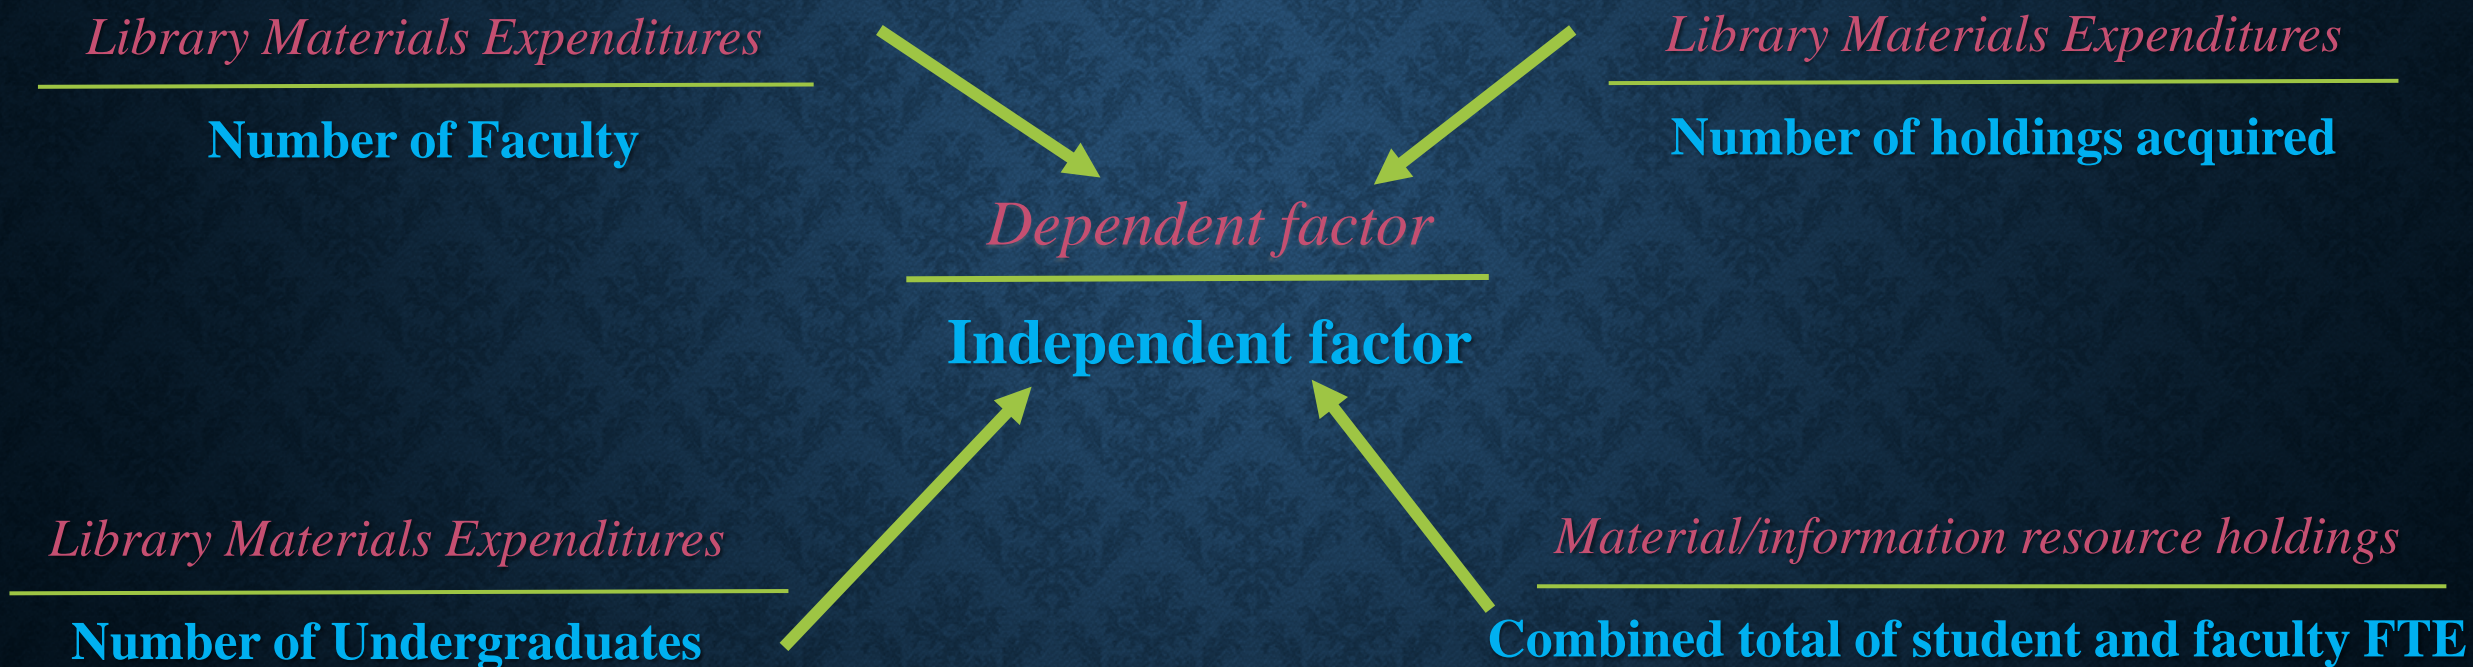 Library Materials Expenditures
Number of Faculty
Library Materials Expenditures
Number of holdings acquired
Dependent factor
Independent factor
Library Materials Expenditures
Number of Undergraduates
Material/information resource holdings
Combined total of student and faculty FTE